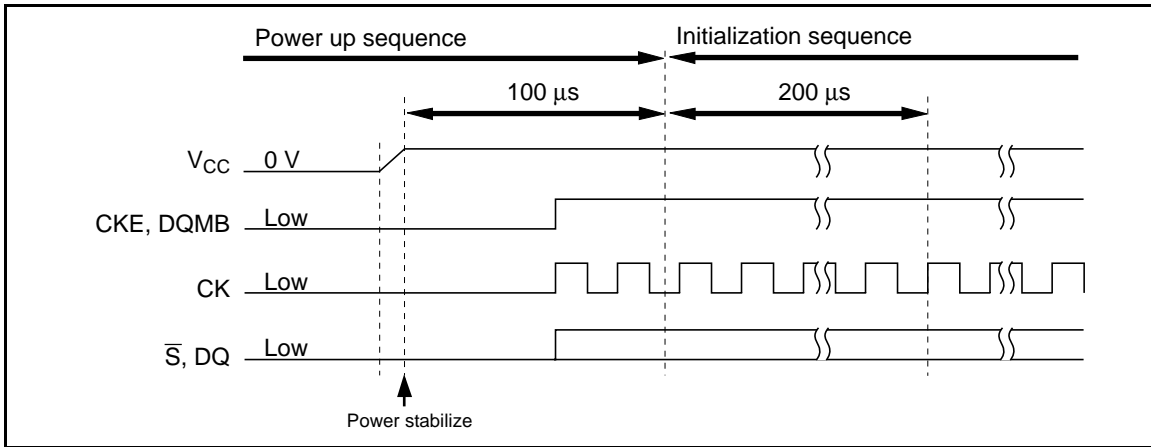 Power up sequence
Initialization sequence
100 μs
200 μs
VCC 0 V
CKE, DQMB Low
CK Low
S̅, DQ Low
Power stabilize